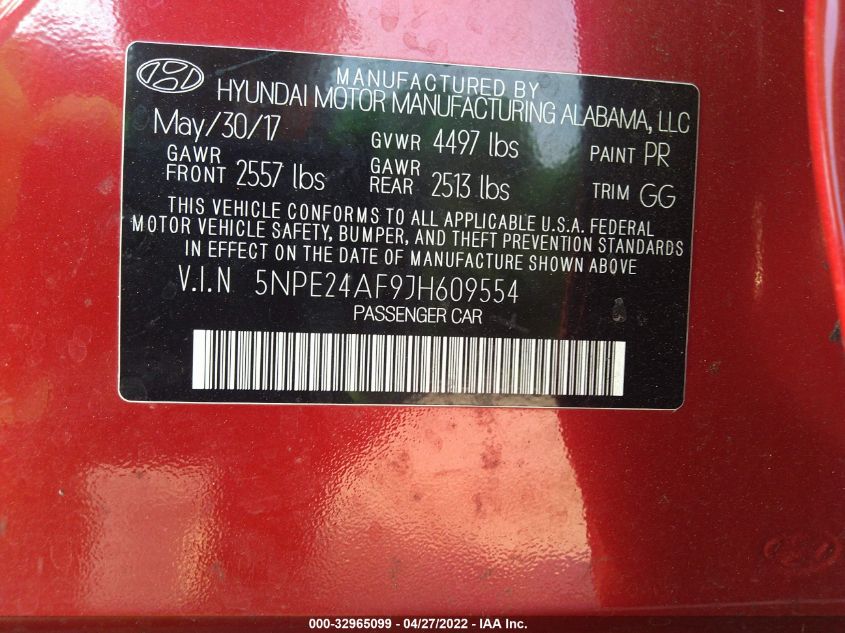 MANUFACTURED BY
HYUNDAI MOTOR MANUFACTURING ALABAMA, LLC
May/30/17 GVWR 4497 lbs PAINT PR
GAWR FRONT 2557 lbs GAWR REAR 2513 lbs TRIM GG
THIS VEHICLE CONFORMS TO ALL APPLICABLE U.S.A. FEDERAL
MOTOR VEHICLE SAFETY, BUMPER, AND THEFT PREVENTION STANDARDS
IN EFFECT ON THE DATE OF MANUFACTURE SHOWN ABOVE
V.I.N 5NPE24AF9JH609554
PASSENGER CAR
000-32965099 - 04/27/2022 - IAA Inc.